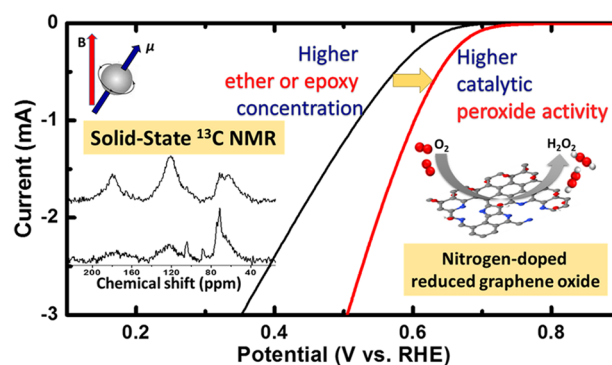 B
μ
Higher
ether or epoxy
concentration
Higher
catalytic
peroxide activity
Solid-State ¹³C NMR
O₂
H₂O₂
Nitrogen-doped
reduced graphene oxide
200
160
120
80
40
Chemical shift (ppm)
0
-1
-2
-3
Current (mA)
0.2
0.4
0.6
0.8
Potential (V vs. RHE)